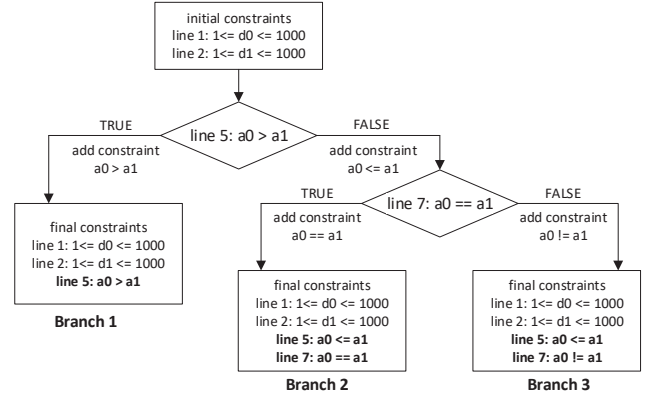 initial constraints
line 1: 1<= d0 <= 1000
line 2: 1<= d1 <= 1000
line 5: a0 > a1
TRUE
add constraint
a0 > a1
FALSE
add constraint
a0 <= a1
final constraints
line 1: 1<= d0 <= 1000
line 2: 1<= d1 <= 1000
line 5: a0 > a1
Branch 1
line 7: a0 == a1
TRUE
add constraint
a0 == a1
FALSE
add constraint
a0 != a1
final constraints
line 1: 1<= d0 <= 1000
line 2: 1<= d1 <= 1000
line 5: a0 <= a1
line 7: a0 == a1
Branch 2
final constraints
line 1: 1<= d0 <= 1000
line 2: 1<= d1 <= 1000
line 5: a0 <= a1
line 7: a0 != a1
Branch 3